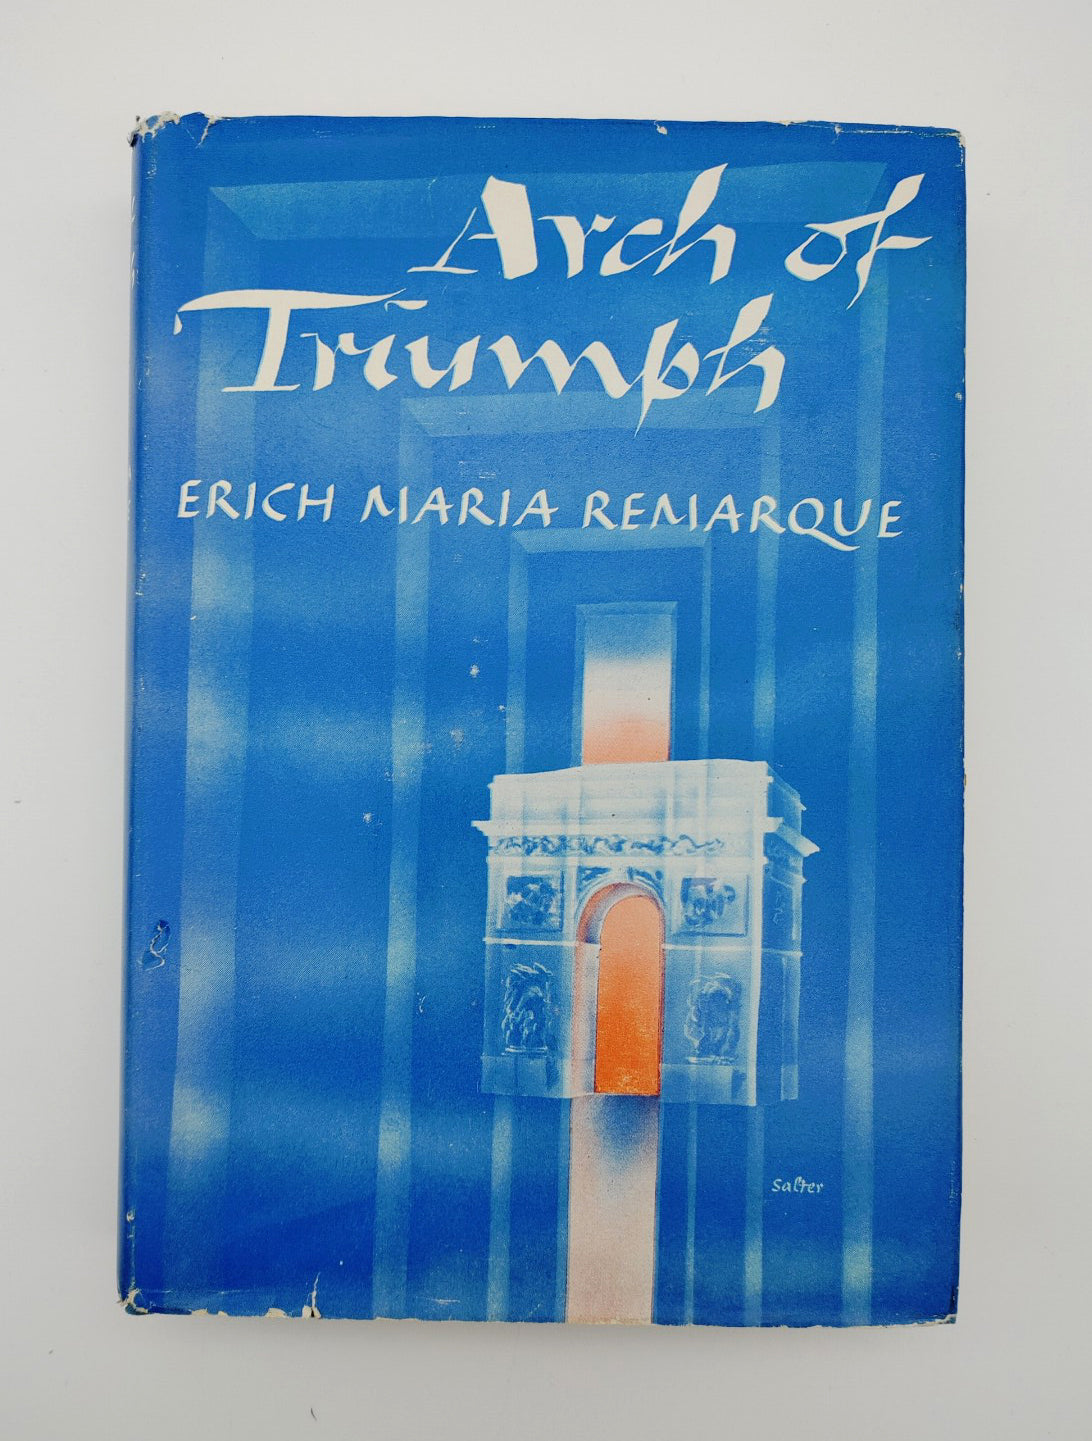 Arch of
Triumph
ERICH MARIA REMARQUE
Salter